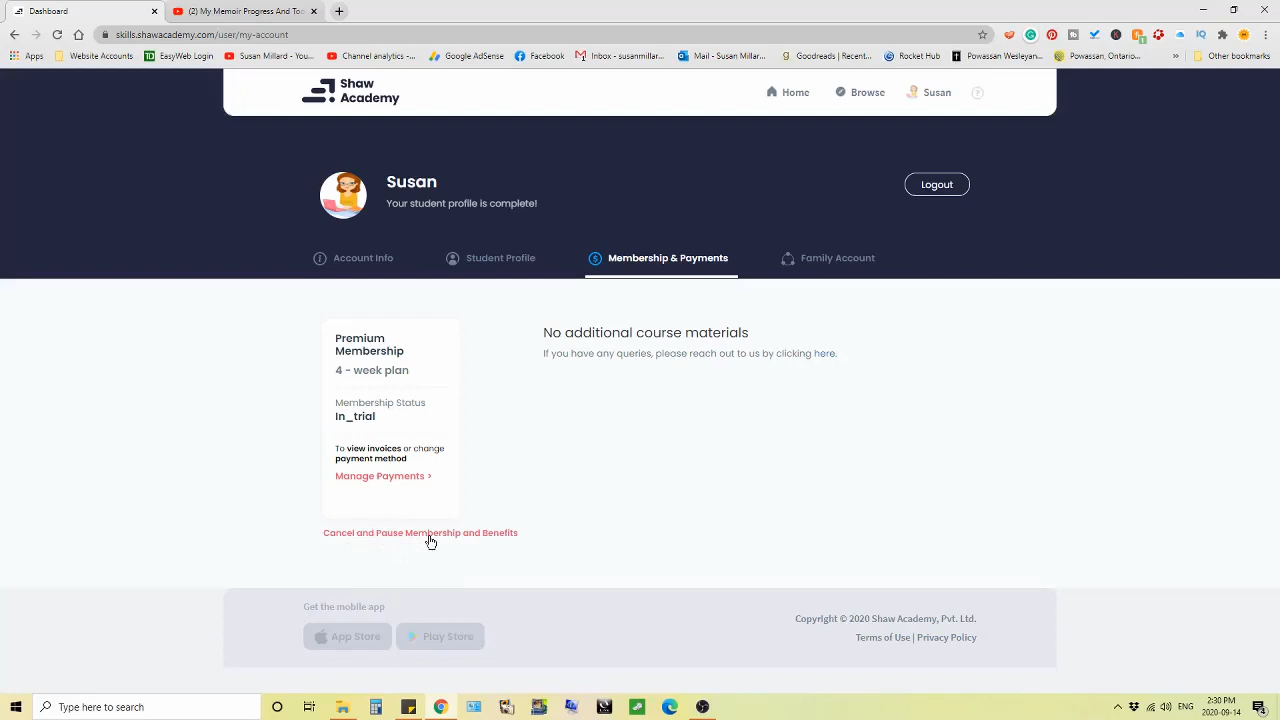 Dashboard
(2) My Memoir Progress And Too
skills.shawacademy.com/user/my-account
Apps
Website Accounts
TD EasyWeb Login
Susan Millard - You...
Channel analytics -...
Google AdSense
Facebook
Inbox - susanmillar...
Mail - Susan Millar...
Goodreads | Recent...
Rocket Hub
Powassan Wesleyan...
Powassan, Ontario...
»
Other bookmarks
Shaw
Academy
Home
Browse
Susan
?
Susan
Your student profile is complete!
Logout
Account Info
Student Profile
Membership & Payments
Family Account
Premium
Membership
4 - week plan
Membership Status
In_trial
To view invoices or change
payment method
Manage Payments >
Cancel and Pause Membership and Benefits
No additional course materials
If you have any queries, please reach out to us by clicking here.
Get the mobile app
App Store
Play Store
Copyright © 2020 Shaw Academy, Pvt. Ltd.
Terms of Use | Privacy Policy
Type here to search
ENG
2:30 PM
2020-09-14